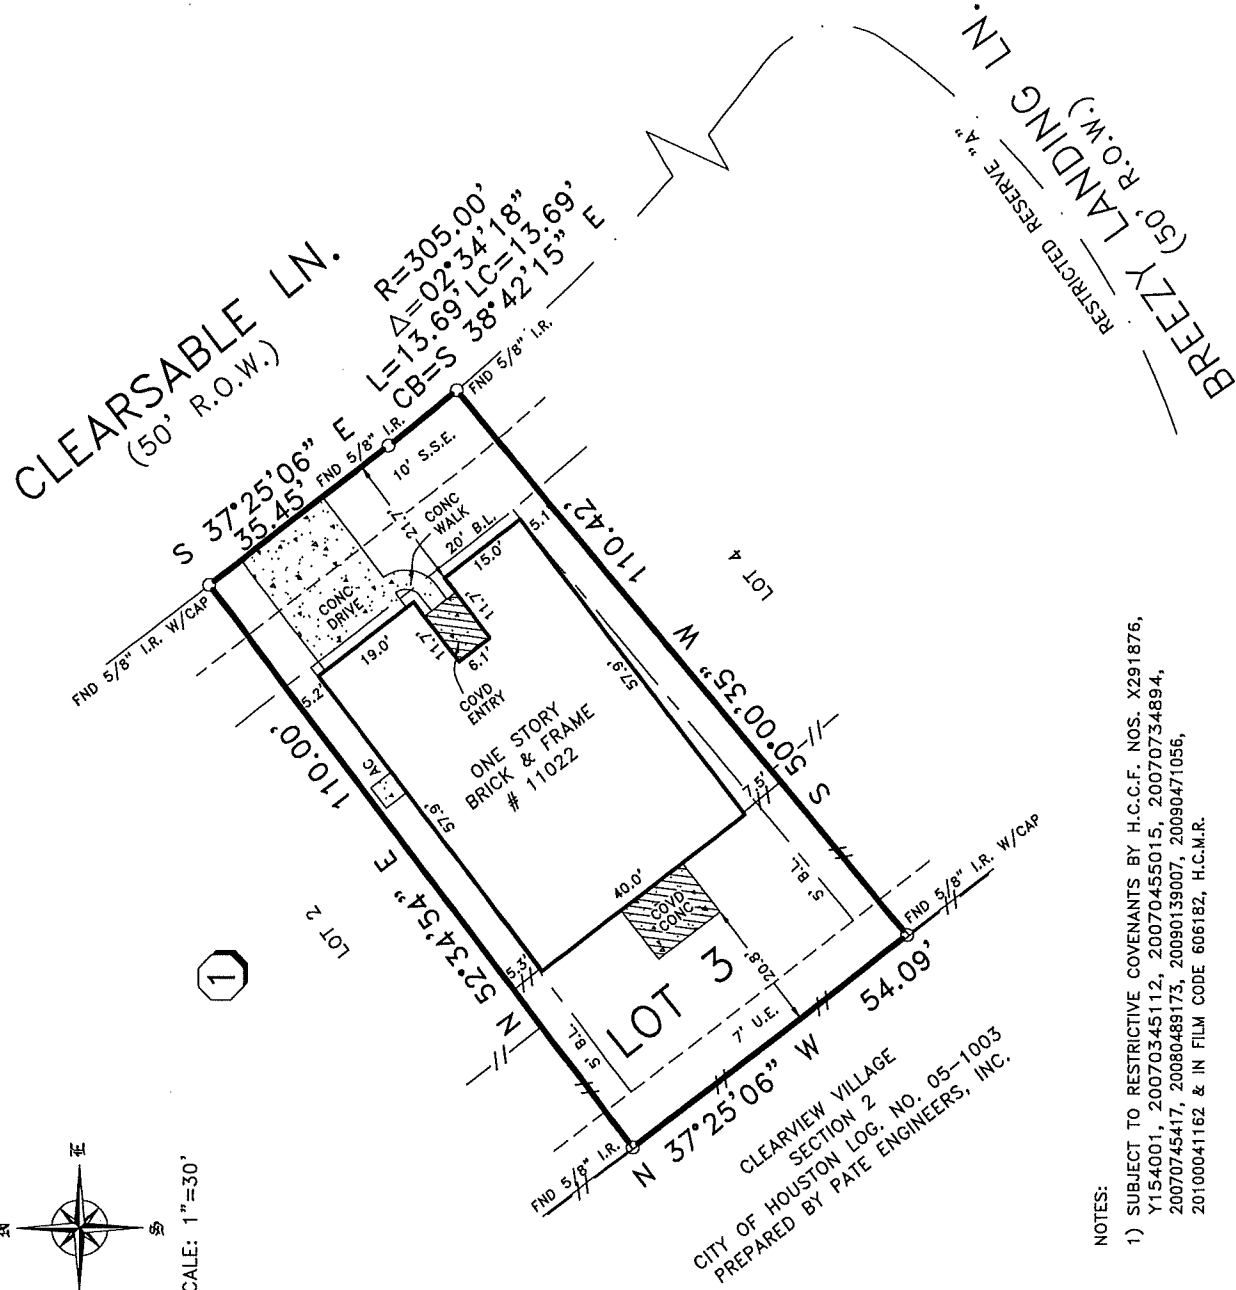 CLEARSABLE LN.
(50' R.O.W.)
R=305.00'
Δ=02°34'18"
L=13.69' LC=13.69'
CB=S 38°42'15" E
S 37°25'06" E
35.45'
FND 5/8" I.R.
FND 5/8" I.R.
FND 5/8" I.R. W/CAP
10' S.S.E.
21.7'
CONC
WALK
20' B.L.
15.0'
5.1
CONC
DRIVE
19.0'
11.7'
11.7'
6.1'
COVD
ENTRY
5.2'
110.00'
AC
57.9'
57.9'
ONE STORY
BRICK & FRAME
# 11022
110.42'
LOT 4
S 50°00'35" W
N 52°34'54" E
LOT 2
1
7.5'
5' B.L.
40.0'
COVD
CONC
20.8'
5.3'
LOT 3
5' B.L.
7' U.E.
FND 5/8" I.R. W/CAP
54.09'
N 37°25'06" W
FND 5/8" I.R.
RESTRICTED RESERVE "A"
BREEZY LANDING LN.
(50' R.O.W.)
CLEARVIEW VILLAGE
SECTION 2
CITY OF HOUSTON LOG. NO. 05-1003
PREPARED BY PATE ENGINEERS, INC.
N
E
S
CALE: 1"=30'
NOTES:
1) SUBJECT TO RESTRICTIVE COVENANTS BY H.C.C.F. NOS. X291876,
Y154001, 20070345112, 20070455015, 20070734894,
20070745417, 20080489173, 20090139007, 20090471056,
20100041162 & IN FILM CODE 606182, H.C.M.R.